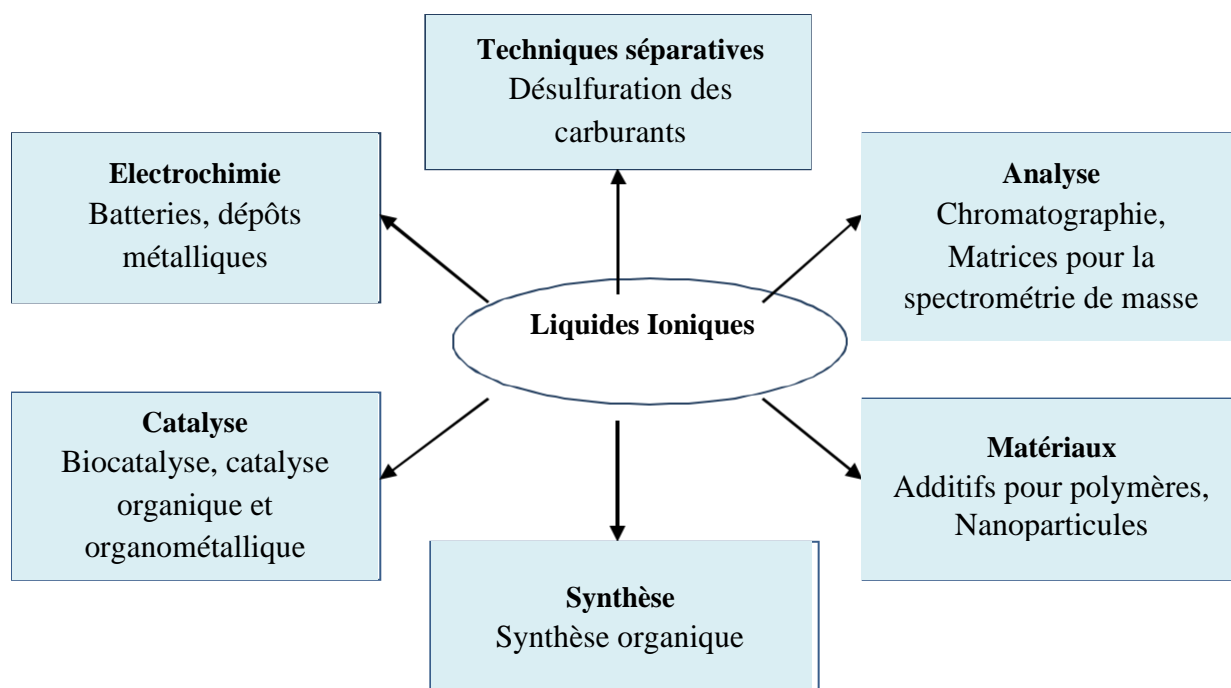 Techniques séparatives
Désulfuration des
carburants
Electrochimie
Batteries, dépôts
métalliques
Analyse
Chromatographie,
Matrices pour la
spectrométrie de masse
Liquides Ioniques
Catalyse
Biocatalyse, catalyse
organique et
organométallique
Matériaux
Additifs pour polymères,
Nanoparticules
Synthèse
Synthèse organique